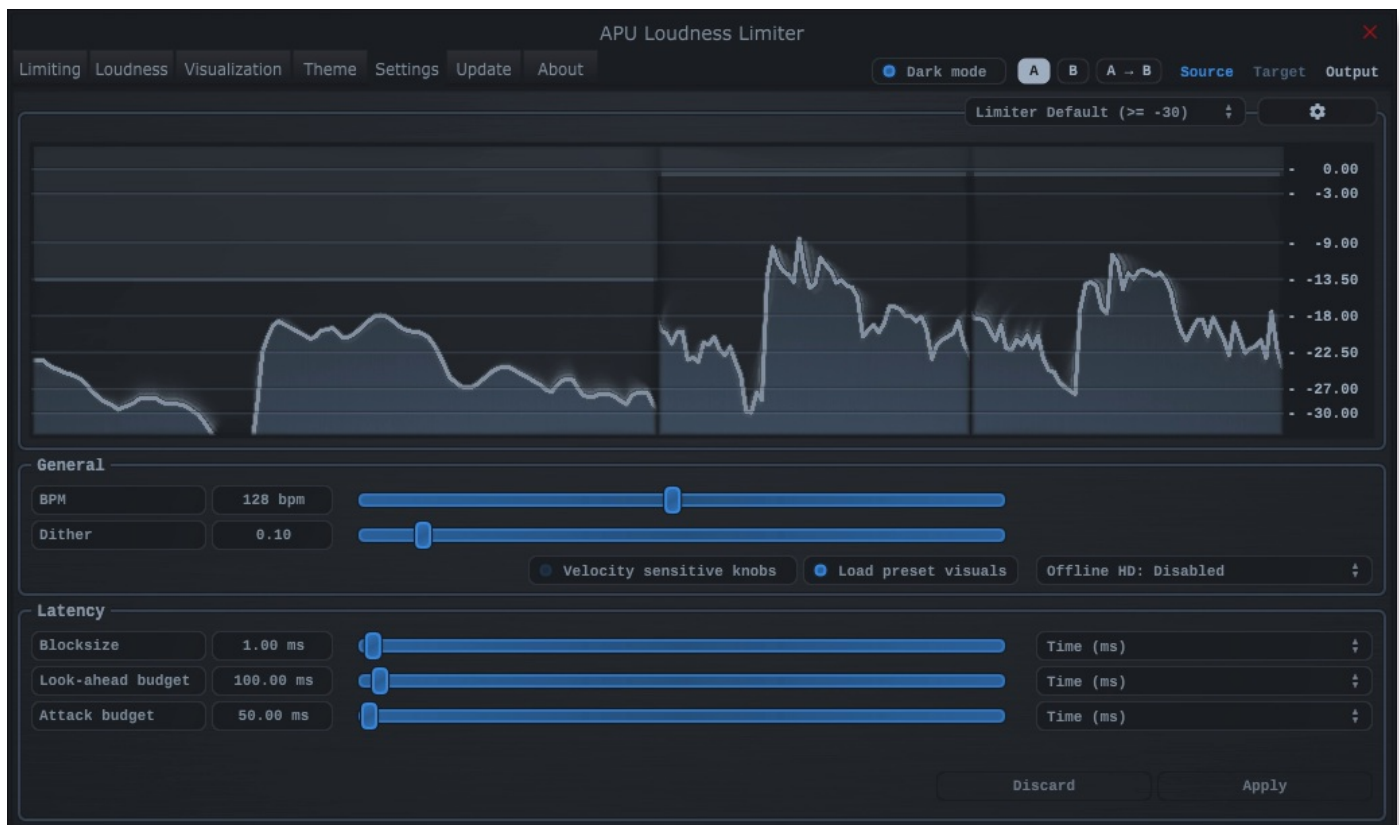 APU Loudness Limiter
Limiting Loudness Visualization Theme Settings Update About
Dark mode A B A → B Source Target Output
Limiter Default (>= -30)
- 0.00
- -3.00
- -9.00
- -13.50
- -18.00
- -22.50
- -27.00
- -30.00
General
BPM 128 bpm
Dither 0.10
Velocity sensitive knobs Load preset visuals Offline HD: Disabled
Latency
Blocksize 1.00 ms Time (ms)
Look-ahead budget 100.00 ms Time (ms)
Attack budget 50.00 ms Time (ms)
Discard Apply